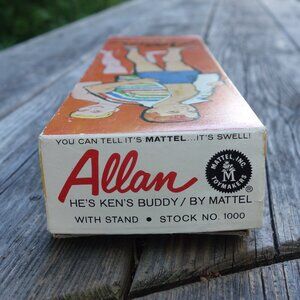 YOU CAN TELL IT'S MATTEL...IT'S SWELL!
Allan
MATTEL, INC.
M
TOYMAKERS
®
HE'S KEN'S BUDDY/BY MATTEL
WITH STAND • STOCK NO. 1000